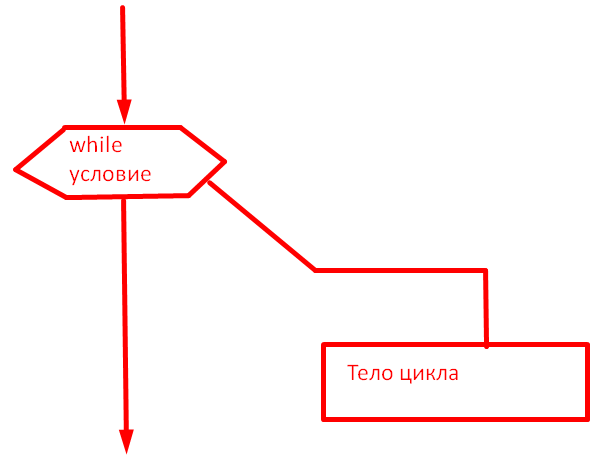 while
условие
Тело цикла